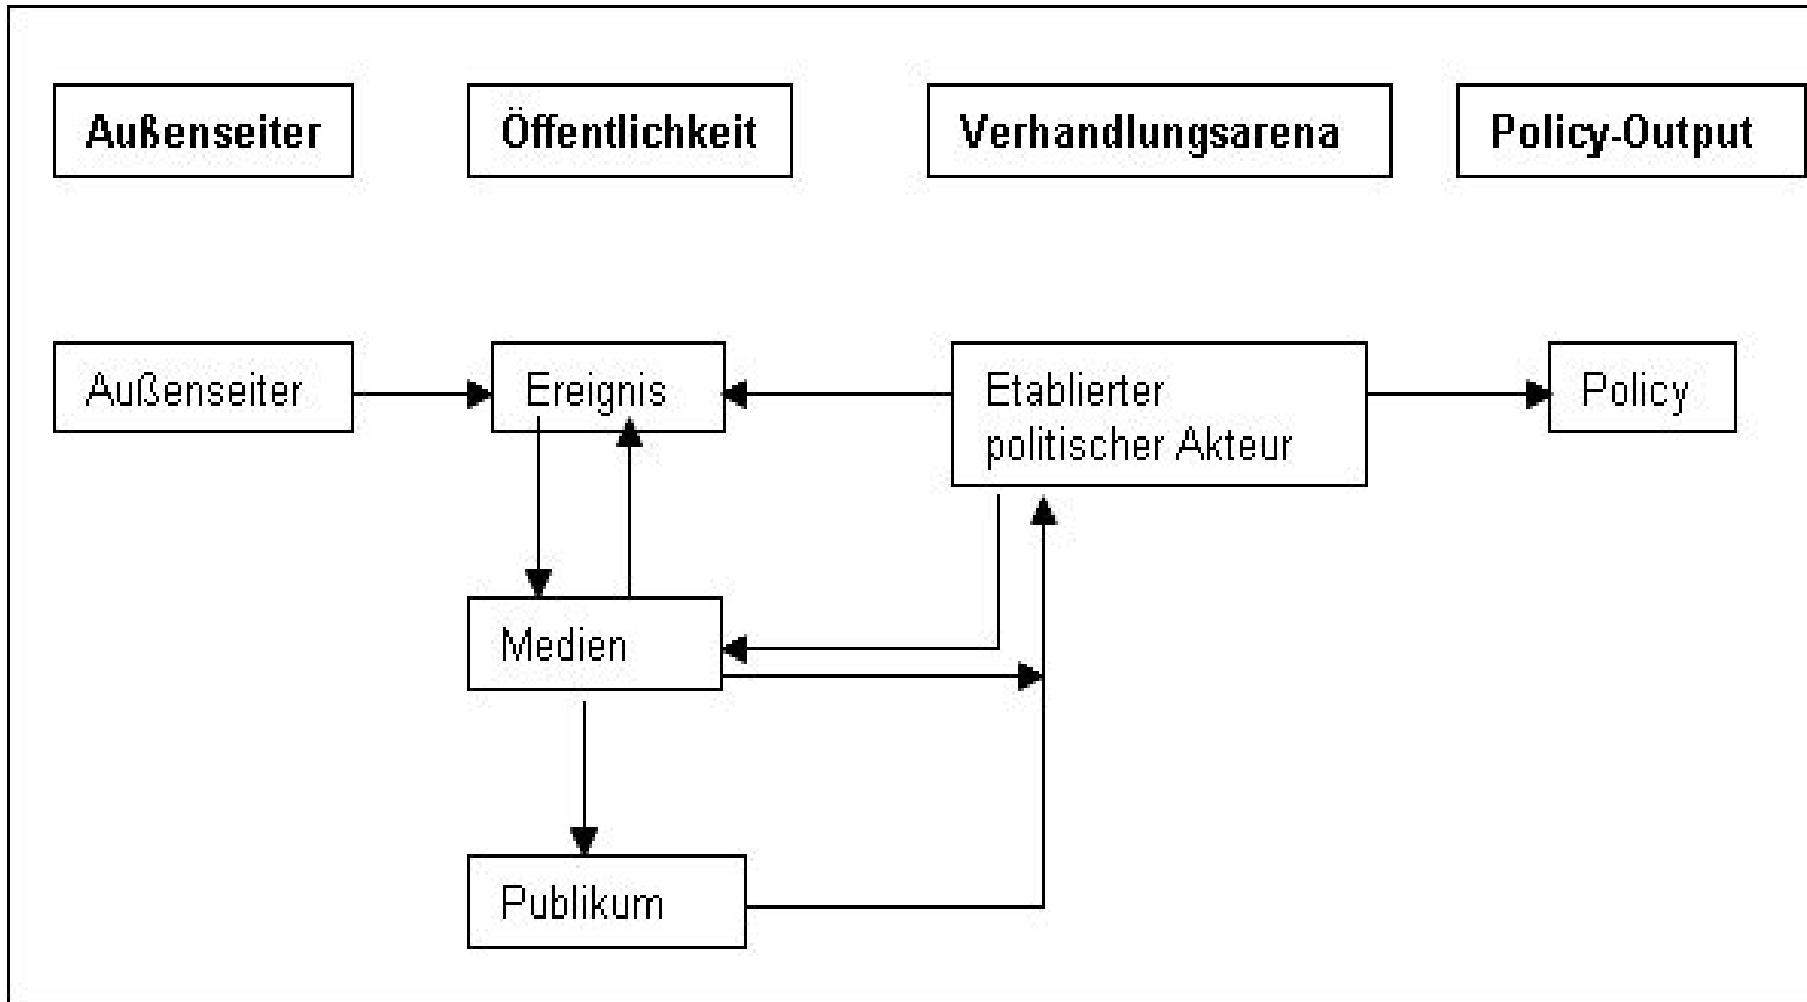 Außenseiter
Öffentlichkeit
Verhandlungsarena
Policy-Output
Außenseiter
Ereignis
Etablierter
politischer Akteur
Policy
Medien
Publikum